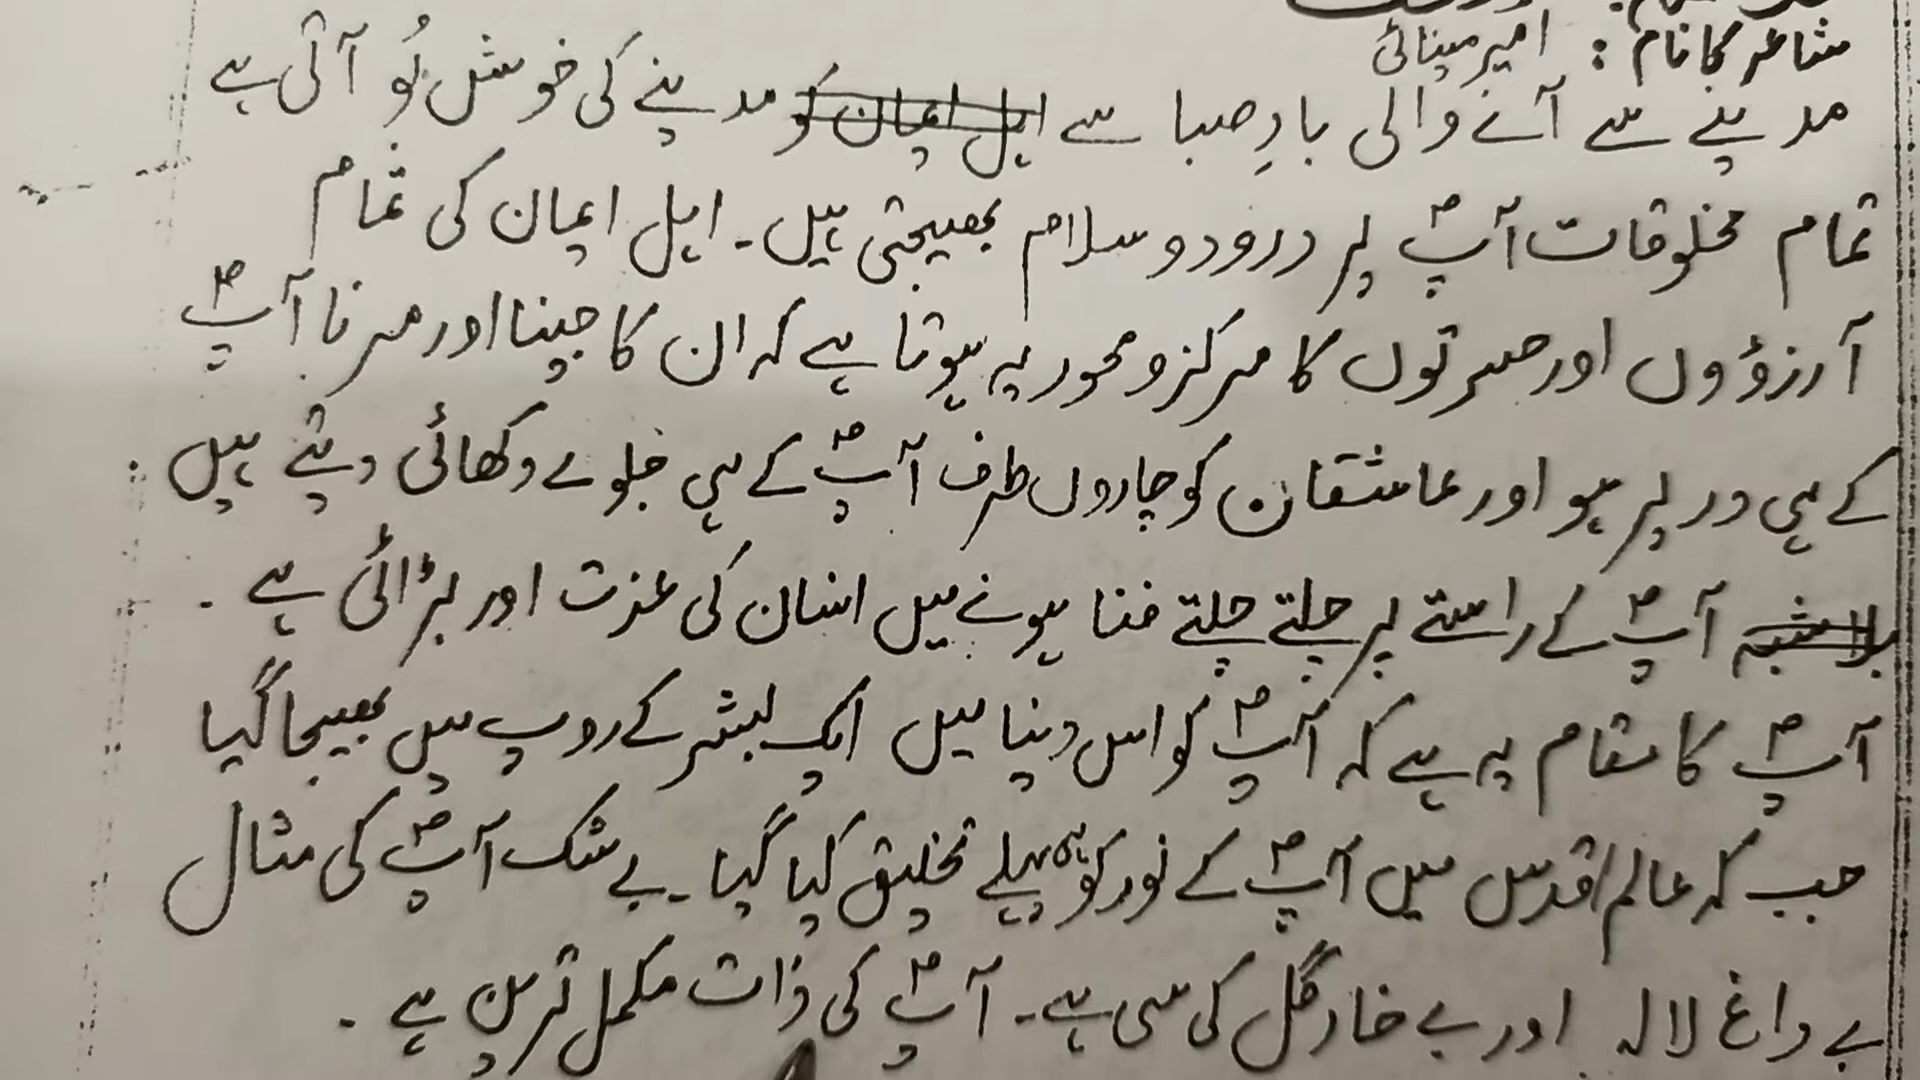 شاعر کا نام : امیر مینائی
مدینے سے آنے والی بادِ صبا سے اہل ایمان کو مدینے کی خوشبُو آتی ہے
تمام مخلوقات آپؐ پر درود و سلام بھیجتی ہیں۔ اہل ایمان کی تمام
آرزوؤں اور حسرتوں کا مرکز و محور یہ ہوتا ہے کہ ان کا جینا اور مرنا آپؐ
کے ہی در پر ہو اور عاشقان کو چاروں طرف آپؐ کے ہی جلوے دکھائی دیتے ہیں
بلاشبہ آپؐ کے راستے پر چلتے چلتے فنا ہونے میں انسان کی عزت اور بڑائی ہے ۔
آپؐ کا مقام یہ ہے کہ آپؐ کو اس دنیا میں ایک بشر کے روپ میں بھیجا گیا
جب کہ عالم اقدس میں آپؐ کے نور کو ہی پہلے تخلیق کیا گیا۔ بے شک آپؐ کی مثال
بے داغ لالہ اور بے خار گل کی سی ہے۔ آپؐ کی ذات مکمل ترین ہے ۔